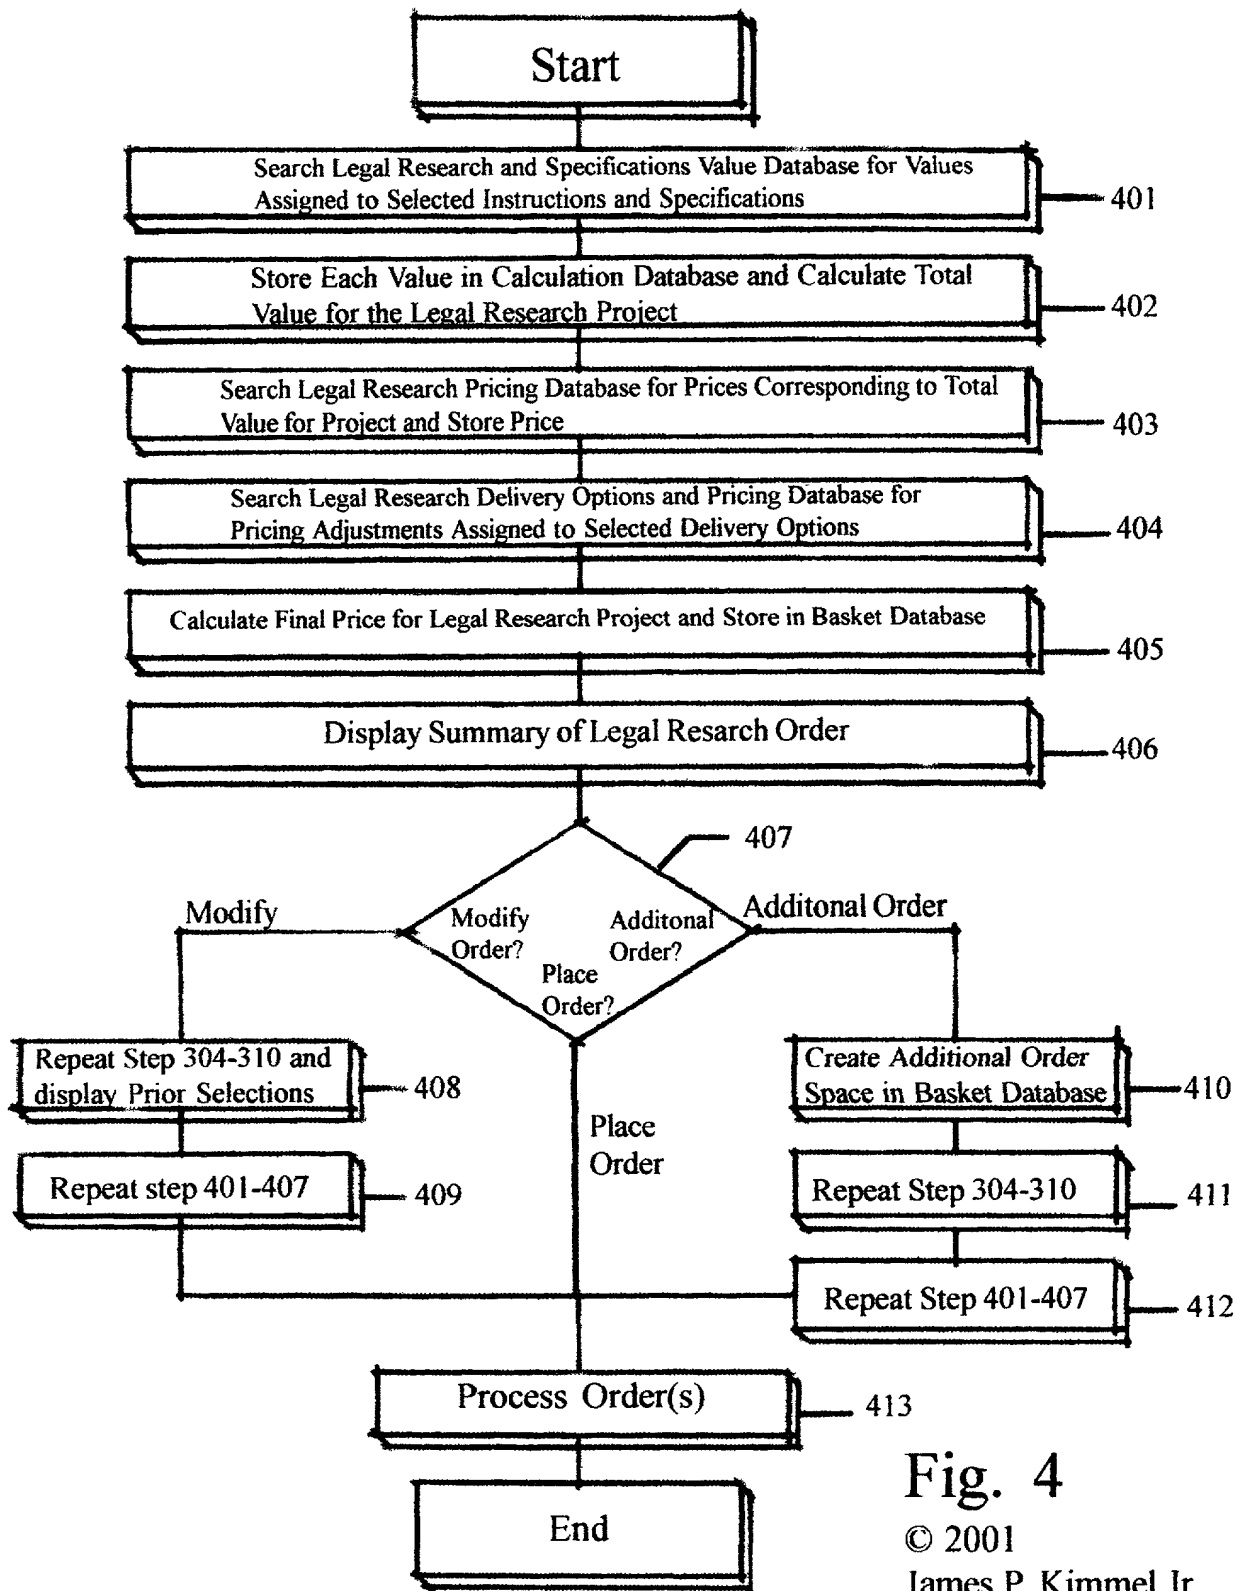 Start
Search Legal Research and Specifications Value Database for Values
Assigned to Selected Instructions and Specifications
401
Store Each Value in Calculation Database and Calculate Total
Value for the Legal Research Project
402
Search Legal Research Pricing Database for Prices Corresponding to Total
Value for Project and Store Price
403
Search Legal Research Delivery Options and Pricing Database for
Pricing Adjustments Assigned to Selected Delivery Options
404
Calculate Final Price for Legal Research Project and Store in Basket Database
405
Display Summary of Legal Resarch Order
406
407
Modify
Modify
Order?
Additonal
Order?
Place
Order?
Additonal Order
Repeat Step 304-310 and
display Prior Selections
408
Repeat step 401-407
409
Place
Order
Create Additional Order
Space in Basket Database
410
Repeat Step 304-310
411
Repeat Step 401-407
412
Process Order(s)
413
End
Fig. 4
© 2001
James P. Kimmel Jr.